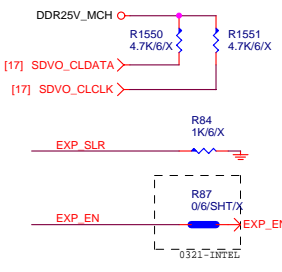 DDR25V_MCH
R1550
4.7K/6/X
R1551
4.7K/6/X
[17] SDVO_CLDATA
[17] SDVO_CLCLK
R84
1K/6/X
EXP_SLR
R87
0/6/SHT/X
EXP_EN
EXP_EN
0321-INTEL